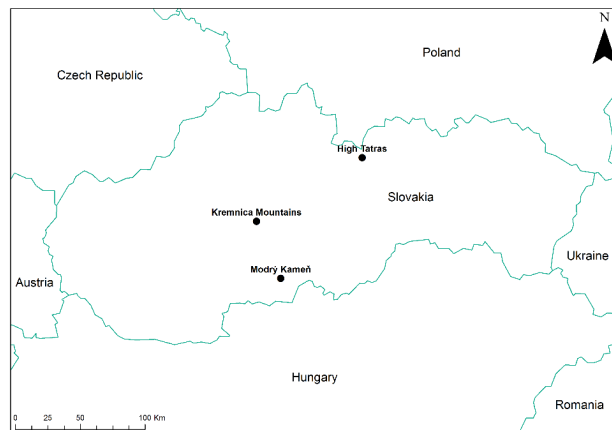 N
Poland
Czech Republic
High Tatras
Slovakia
Kremnica Mountains
Ukraine
Modrý Kameň
Austria
Hungary
Romania
0 25 50 100 Km